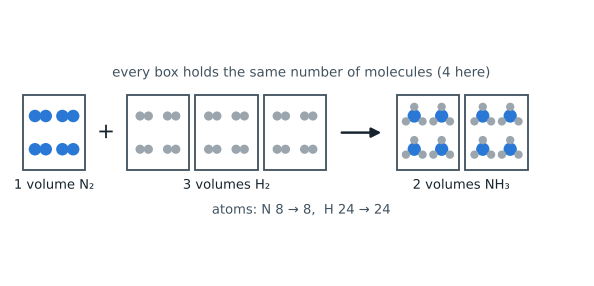 every box holds the same number of molecules (4 here)
+
1 volume N₂
3 volumes H₂
2 volumes NH₃
atoms: N 8 → 8,  H 24 → 24